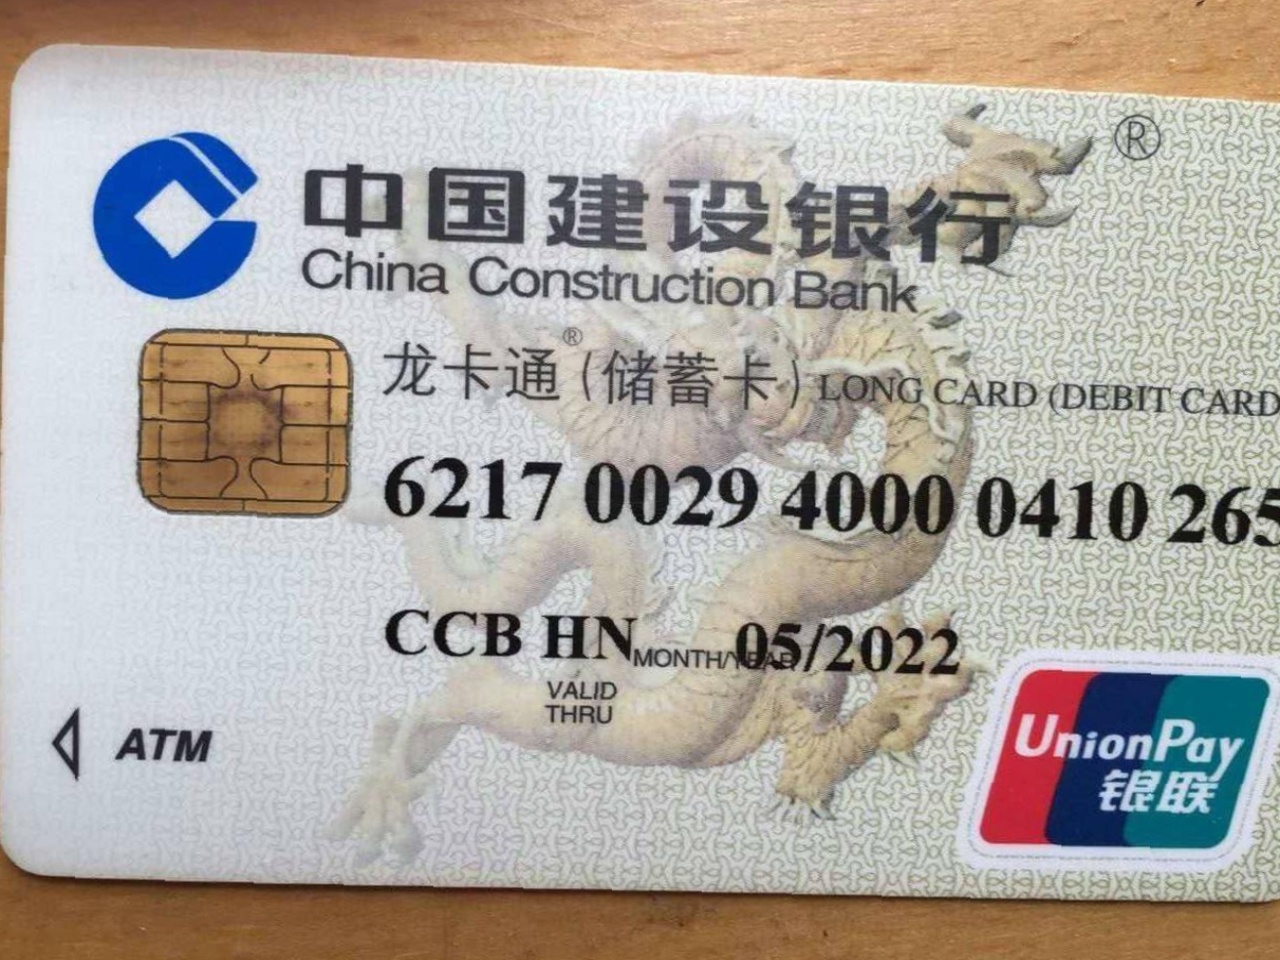 ®
中国建设银行
China Construction Bank
龙卡通®(储蓄卡) LONG CARD (DEBIT CARD
6217 0029 4000 0410 265
CCB HN MONTH/YEAR 05/2022
VALID
THRU
ATM
UnionPay
银联